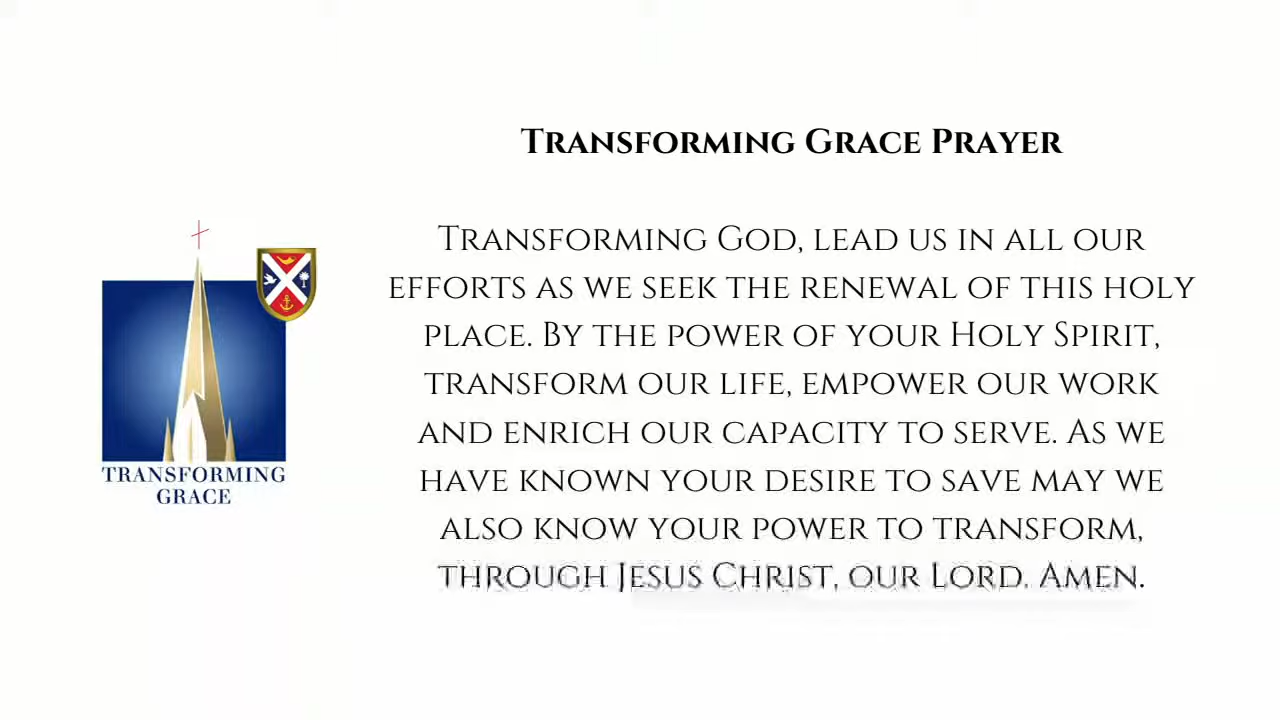 Transforming Grace Prayer
Transforming God, lead us in all our
efforts as we seek the renewal of this holy
place. By the power of your Holy Spirit,
transform our life, empower our work
and enrich our capacity to serve. As we
have known your desire to save may we
also know your power to transform,
through Jesus Christ, our Lord. Amen.
TRANSFORMING
GRACE